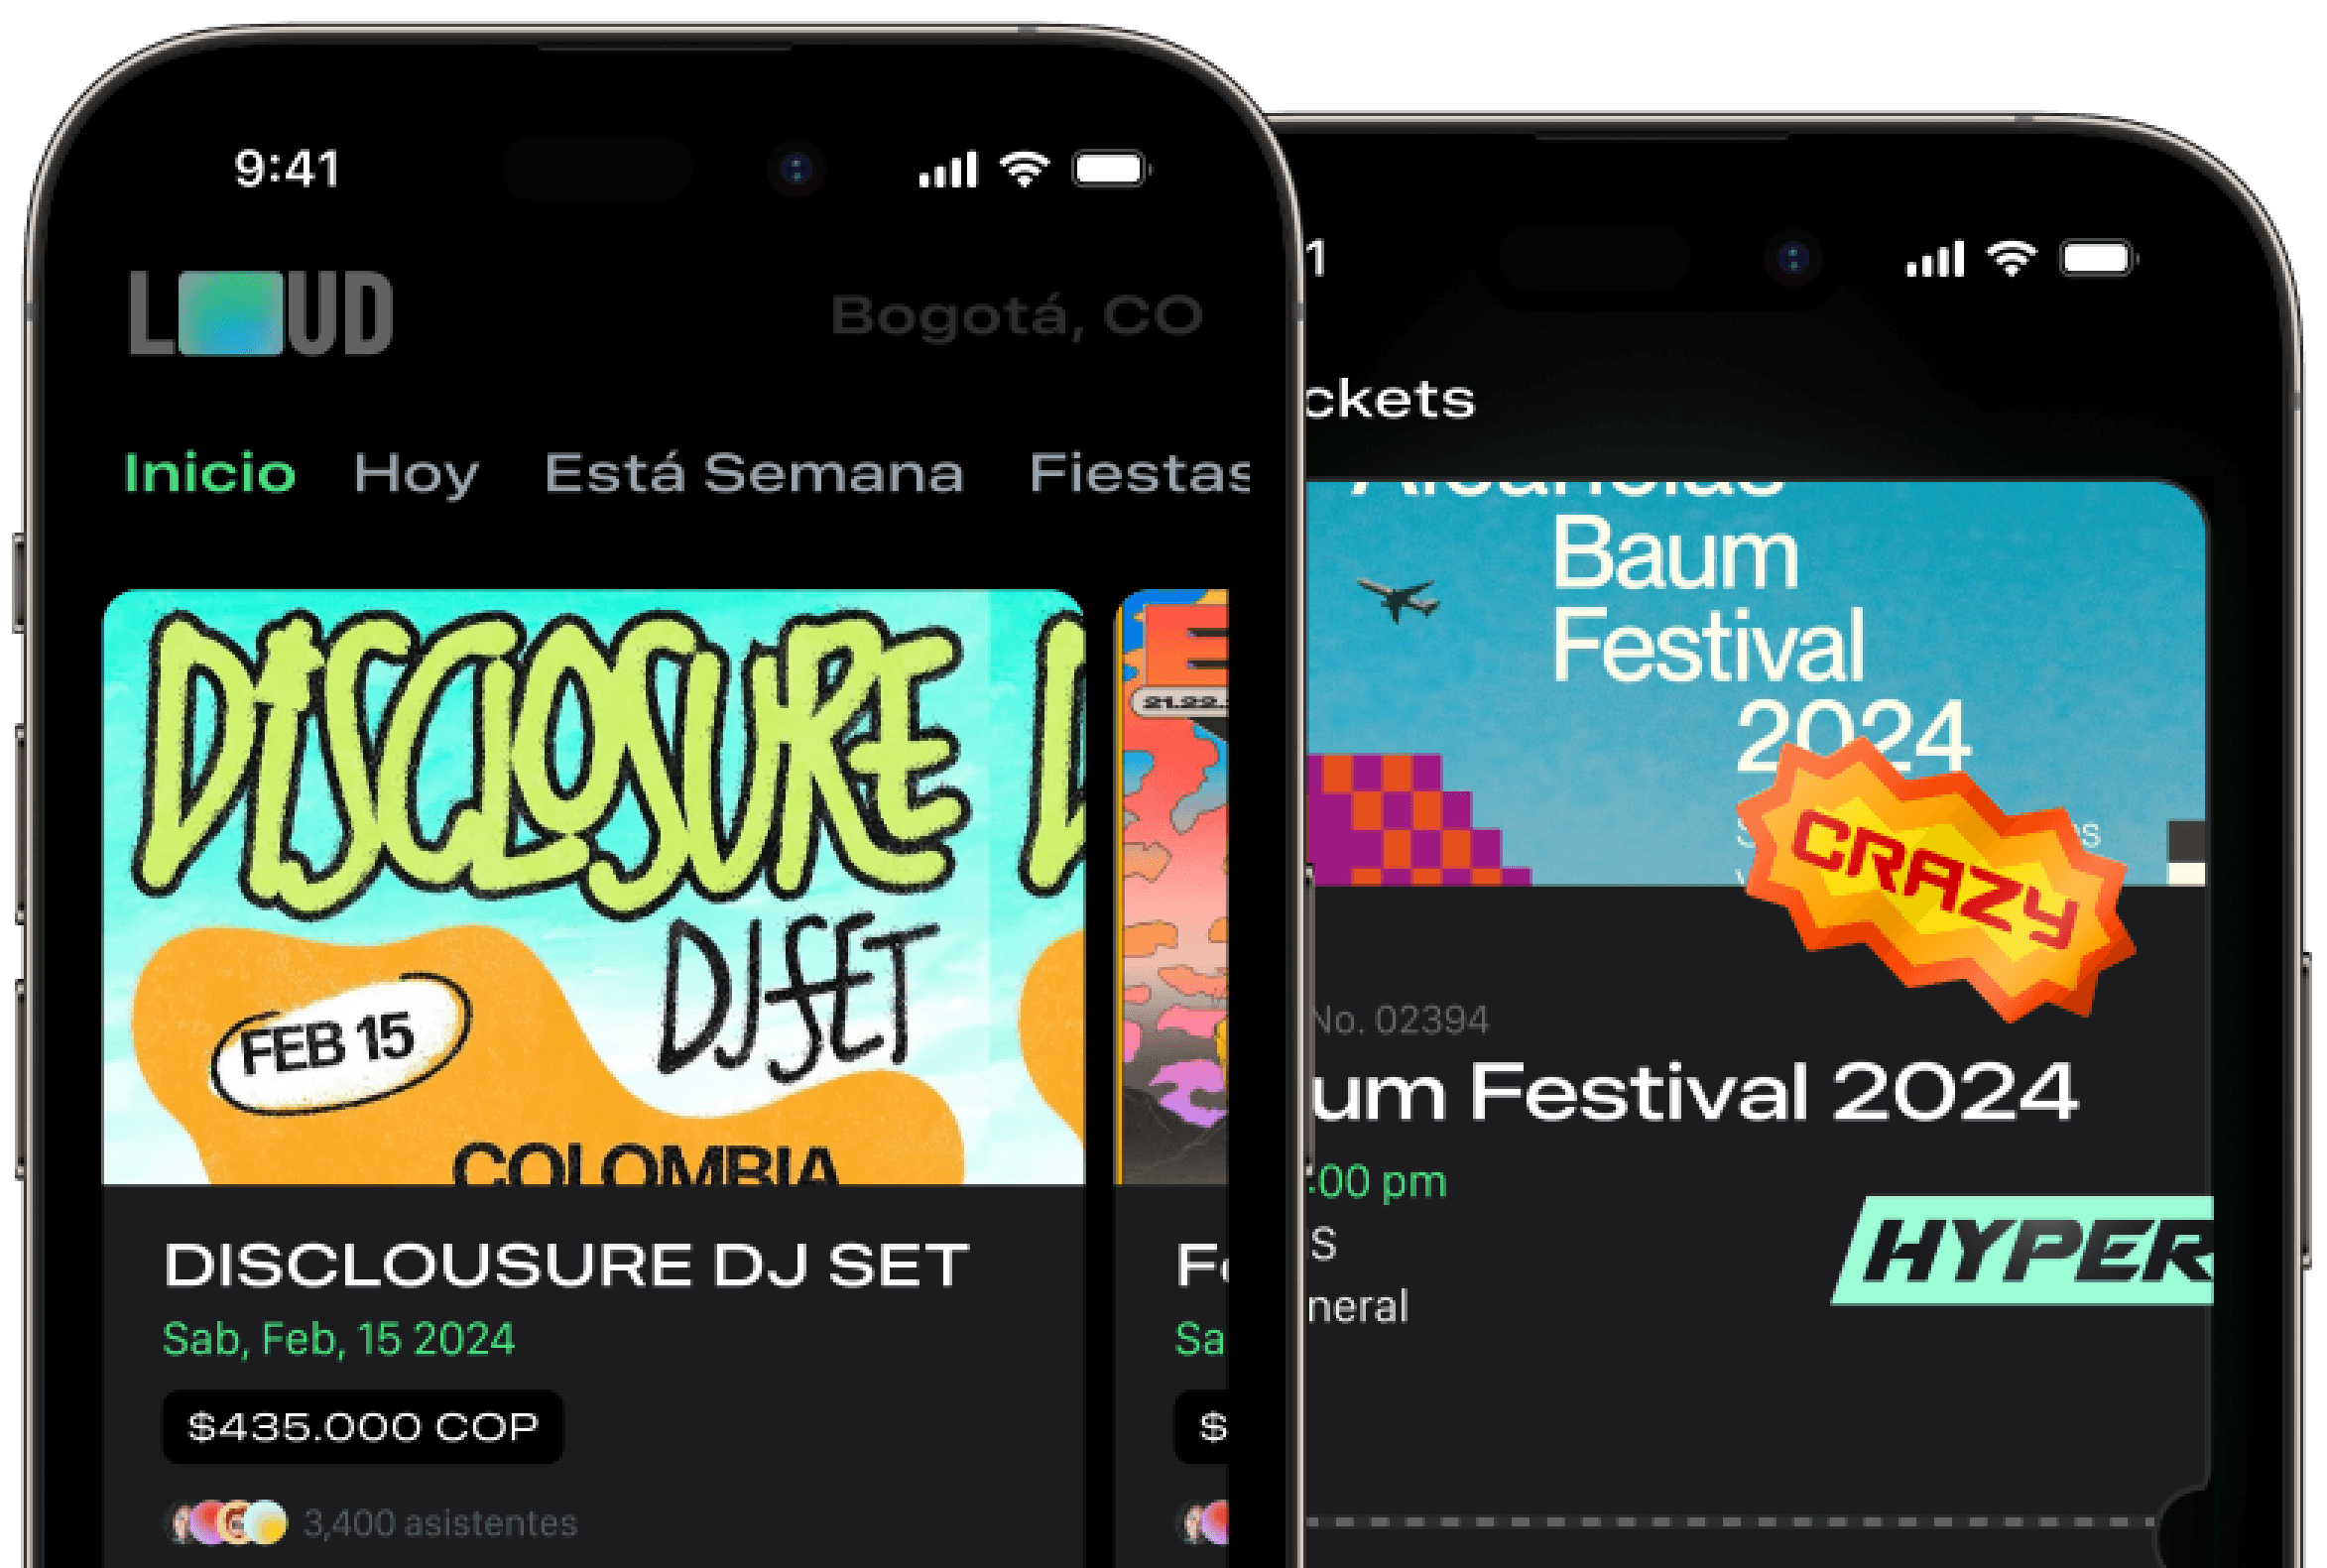 9:41
LOUD
Bogotá, CO
Inicio Hoy Está Semana Fiestas
DISCLOSURE
DJ SET
FEB 15
COLOMBIA
21.22.
DISCLOUSURE DJ SET
Sab, Feb, 15 2024
$435.000 COP
3,400 asistentes
Fe
Sa
$
1
ckets
Baum
Festival
2024
CRAZY
No. 02394
um Festival 2024
:00 pm
HYPER
S
neral